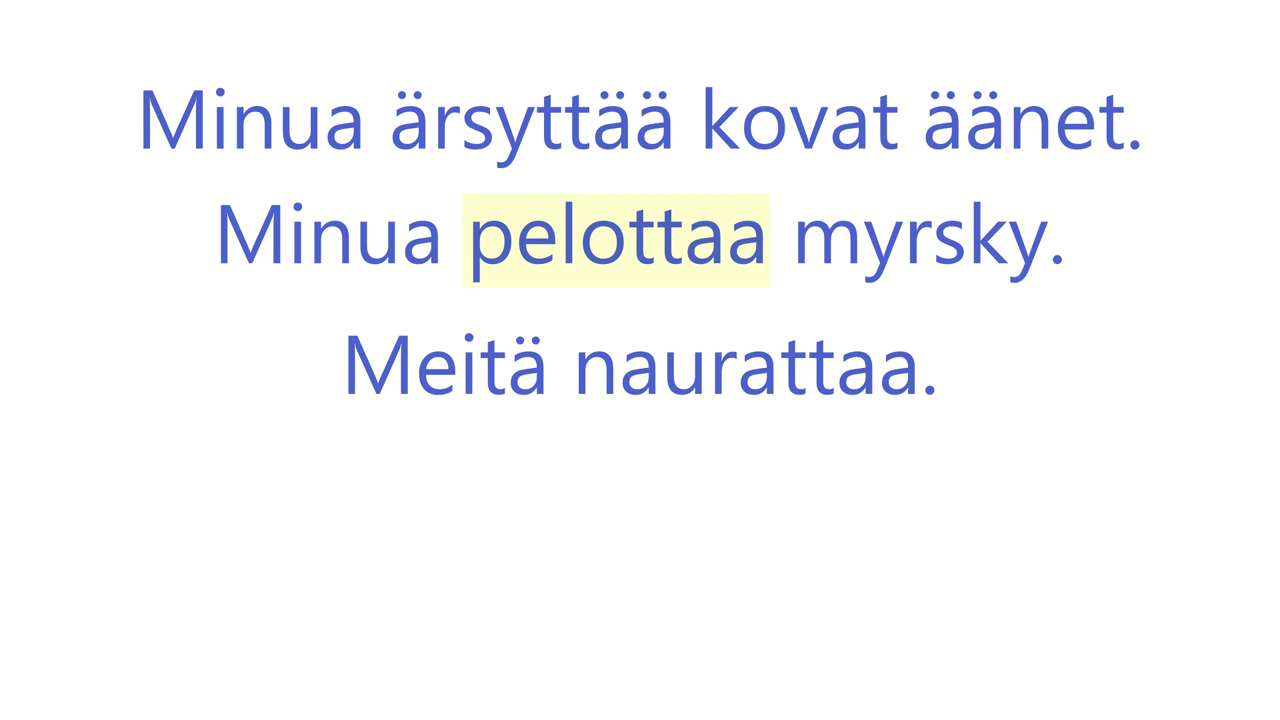 Minua ärsyttää kovat äänet.
Minua pelottaa myrsky.
Meitä naurattaa.